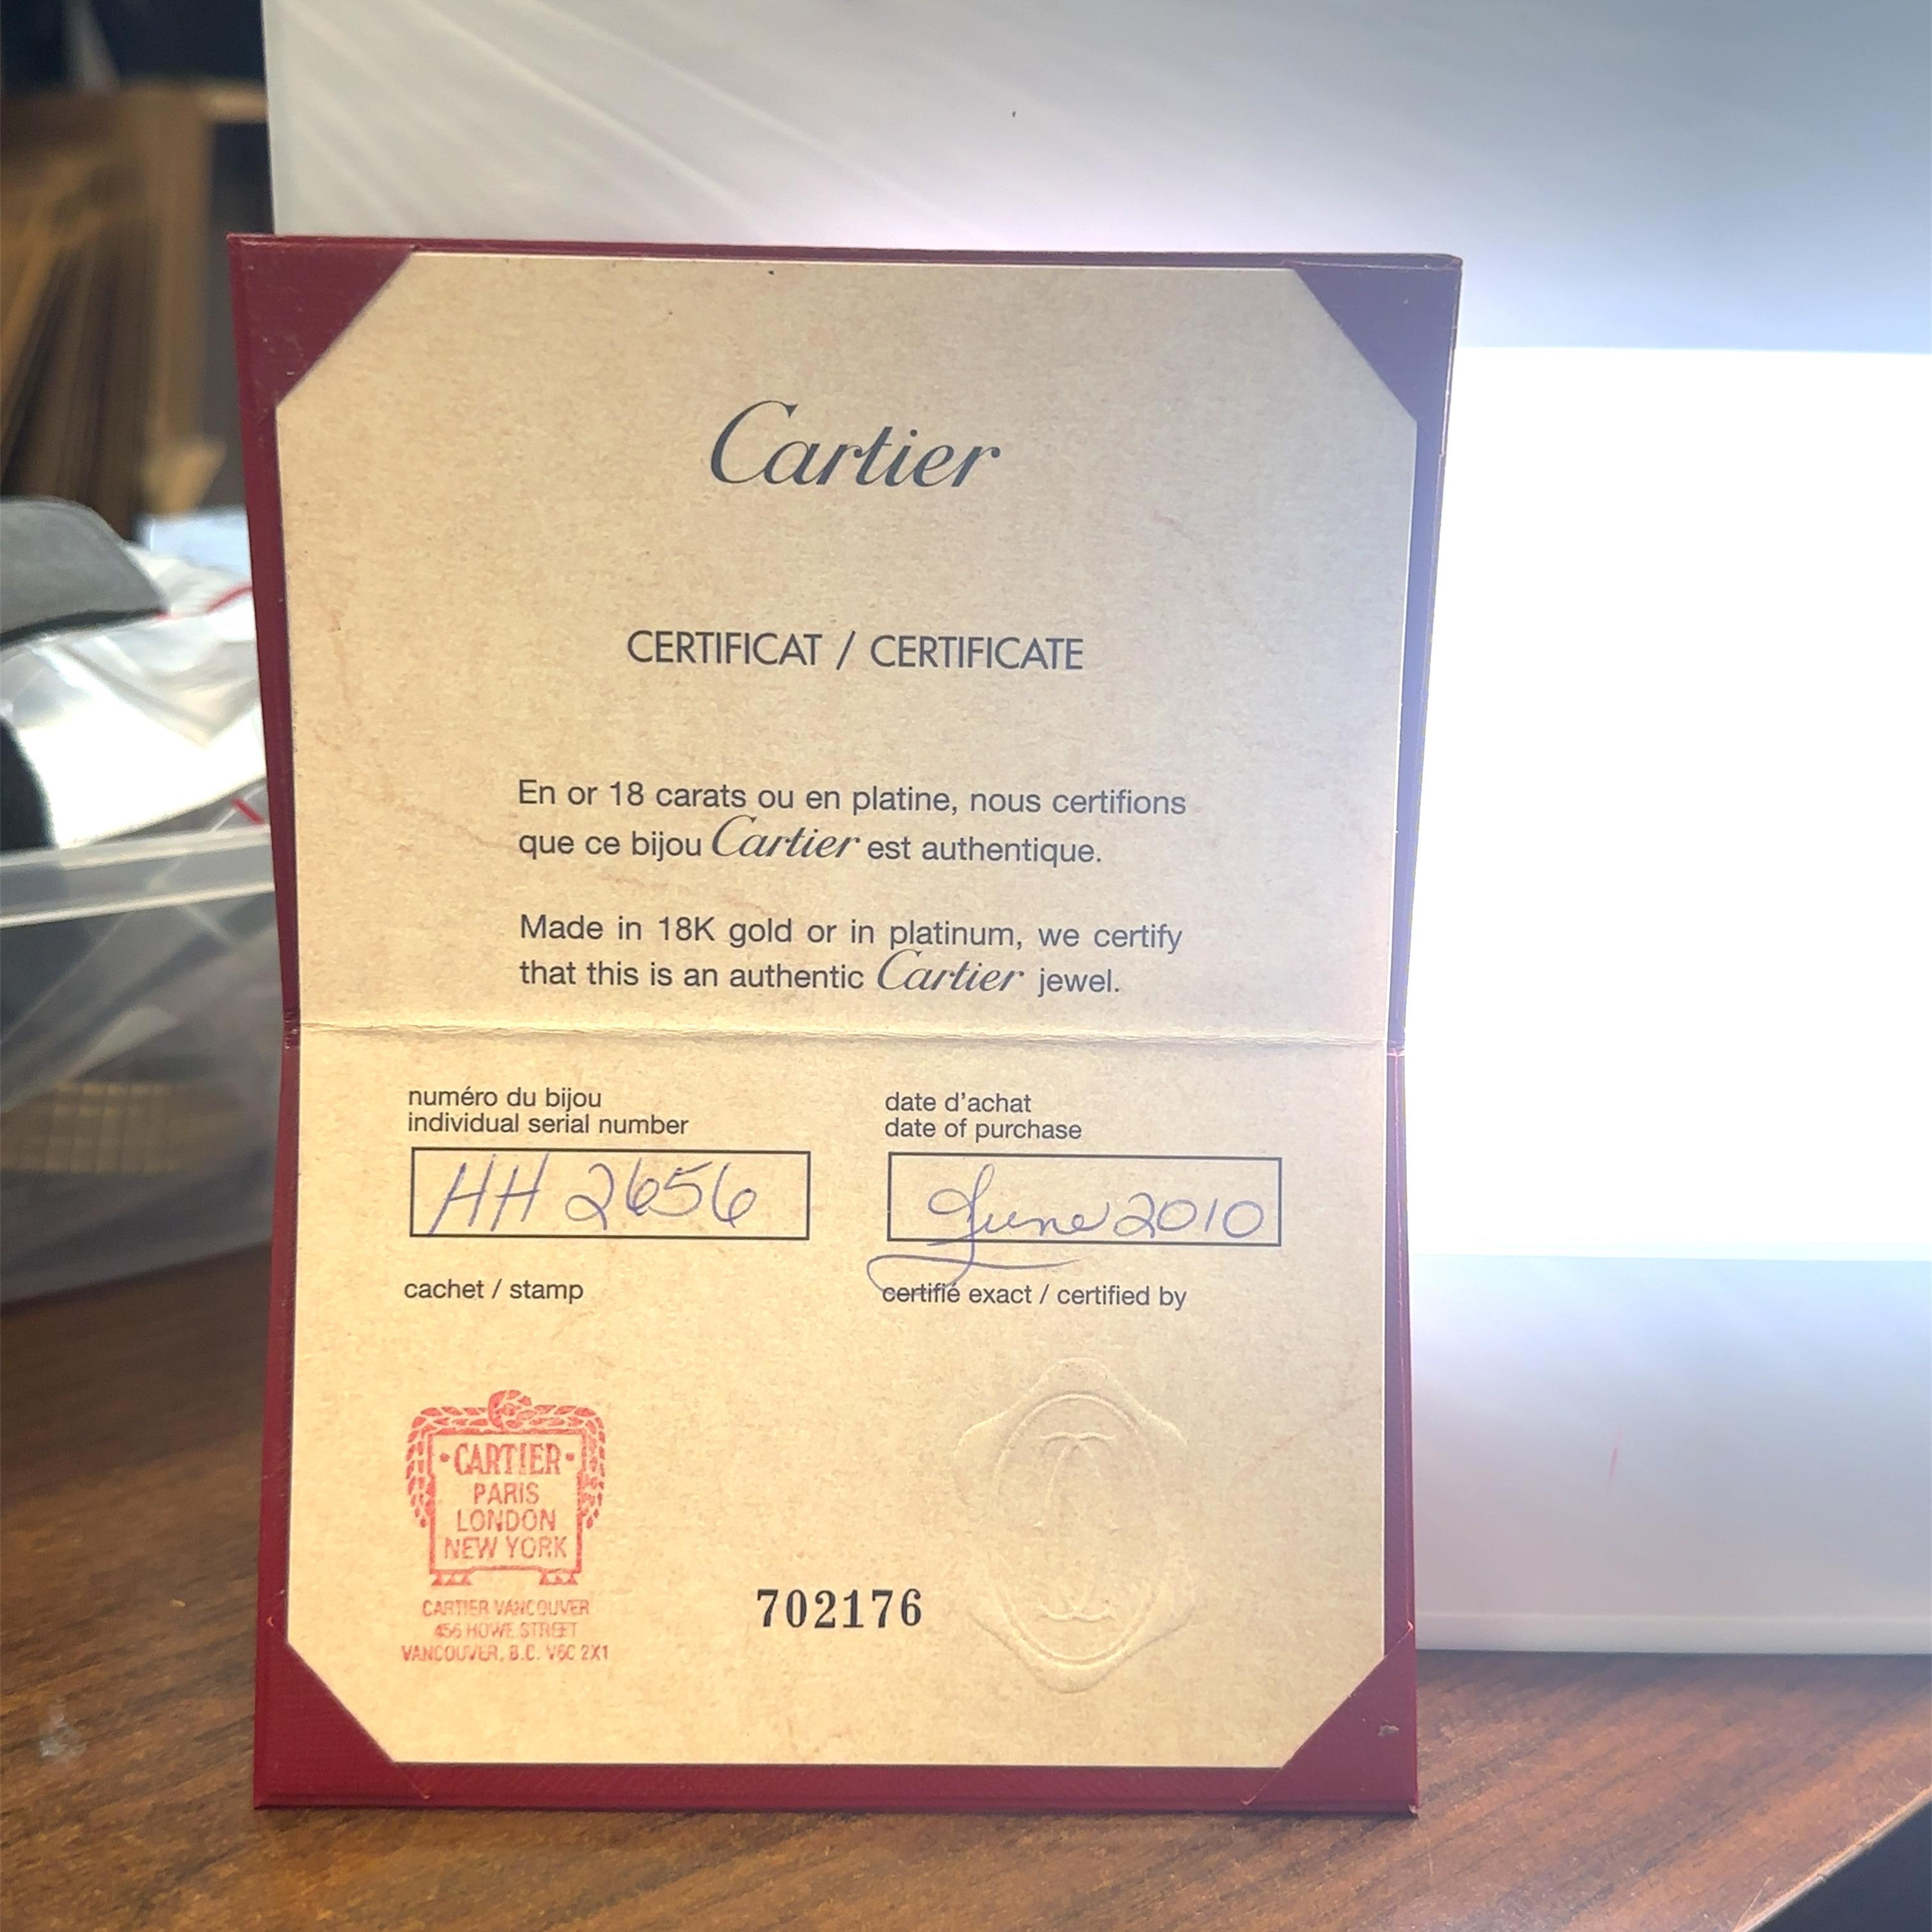 Cartier
CERTIFICAT / CERTIFICATE
En or 18 carats ou en platine, nous certifions
que ce bijou Cartier est authentique.
Made in 18K gold or in platinum, we certify
that this is an authentic Cartier jewel.
numéro du bijou
individual serial number
HH 2656
date d'achat
date of purchase
June 2010
cachet / stamp
certifié exact / certified by
·CARTIER·
PARIS
LONDON
NEW YORK
CARTIER VANCOUVER
456 HOWE STREET
VANCOUVER, B.C. V6C 2X1
702176